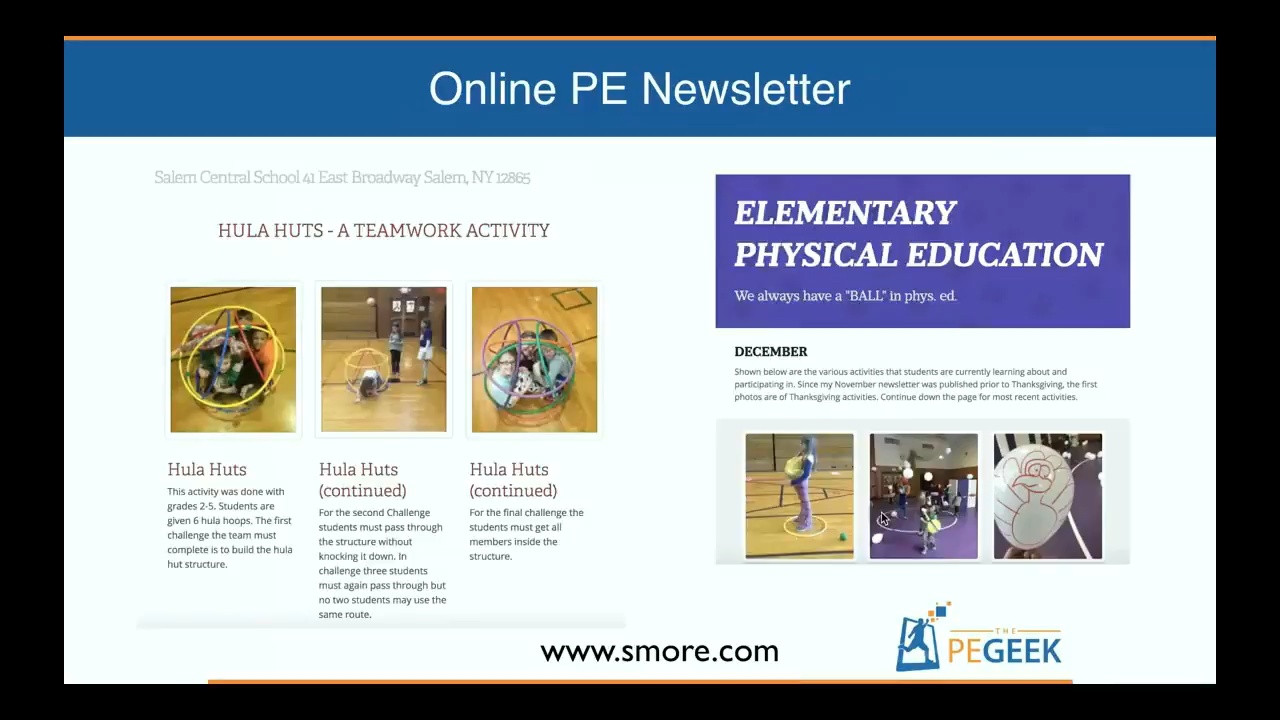 Online PE Newsletter
Salem Central School 41 East Broadway Salem, NY 12865
HULA HUTS - A TEAMWORK ACTIVITY
Hula Huts
This activity was done with
grades 2-5. Students are
given 6 hula hoops. The first
challenge the team must
complete is to build the hula
hut structure.
Hula Huts
(continued)
For the second Challenge
students must pass through
the structure without
knocking it down. In
challenge three students
must again pass through but
no two students may use the
same route.
Hula Huts
(continued)
For the final challenge the
students must get all
members inside the
structure.
ELEMENTARY
PHYSICAL EDUCATION
We always have a "BALL" in phys. ed.
DECEMBER
Shown below are the various activities that students are currently learning about and
participating in. Since my November newsletter was published prior to Thanksgiving, the first
photos are of Thanksgiving activities. Continue down the page for most recent activities.
www.smore.com
THE
PEGEEK